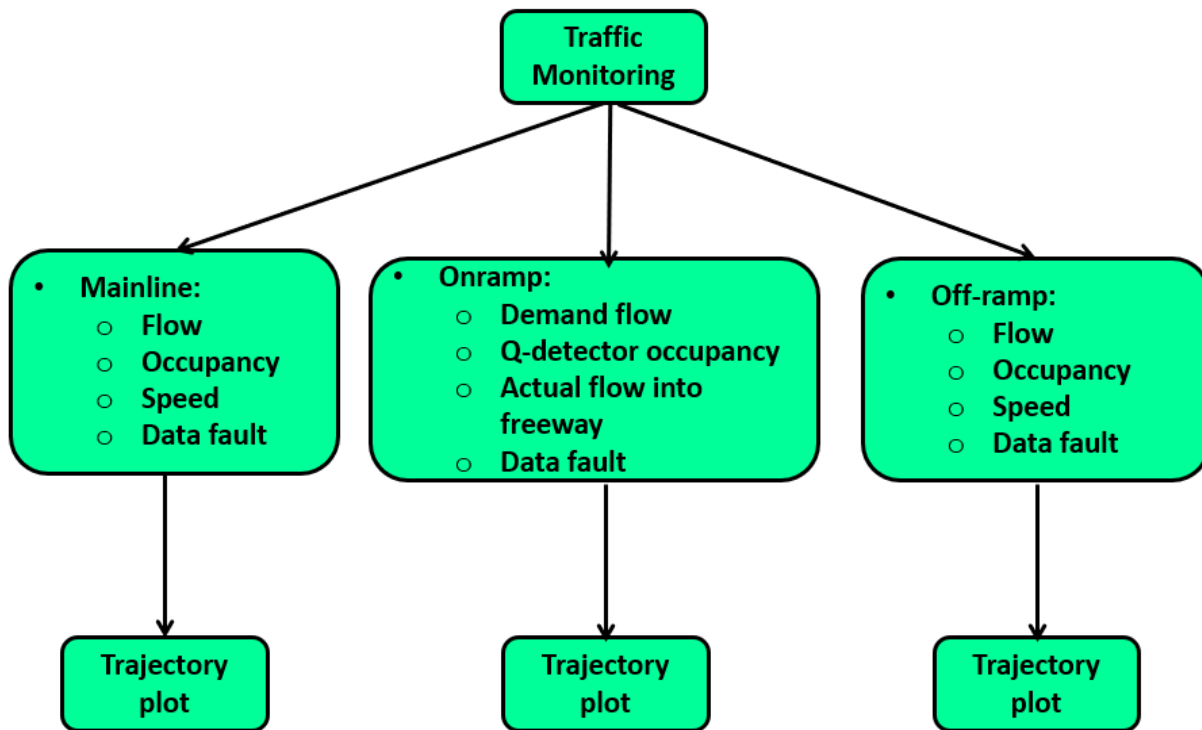 Traffic
Monitoring
• Mainline:
o Flow
o Occupancy
o Speed
o Data fault
• Onramp:
o Demand flow
o Q-detector occupancy
o Actual flow into
freeway
o Data fault
• Off-ramp:
o Flow
o Occupancy
o Speed
o Data fault
Trajectory
plot
Trajectory
plot
Trajectory
plot